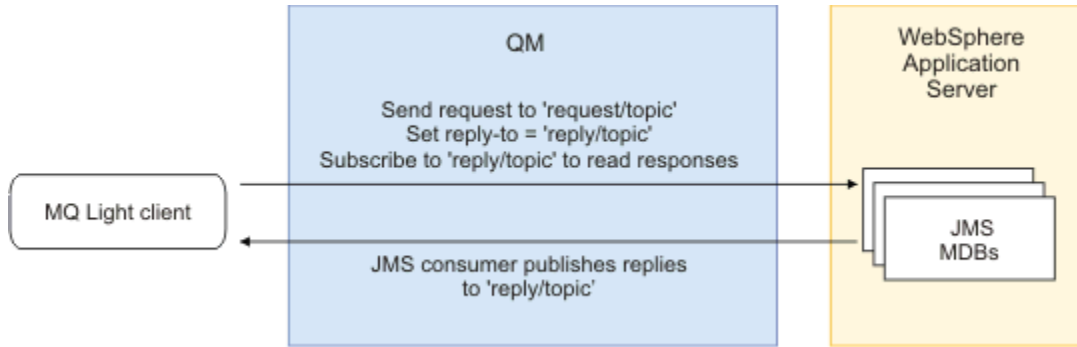 QM
WebSphere
Application
Server
Send request to 'request/topic'
Set reply-to = 'reply/topic'
Subscribe to 'reply/topic' to read responses
MQ Light client
JMS
MDBs
JMS consumer publishes replies
to 'reply/topic'